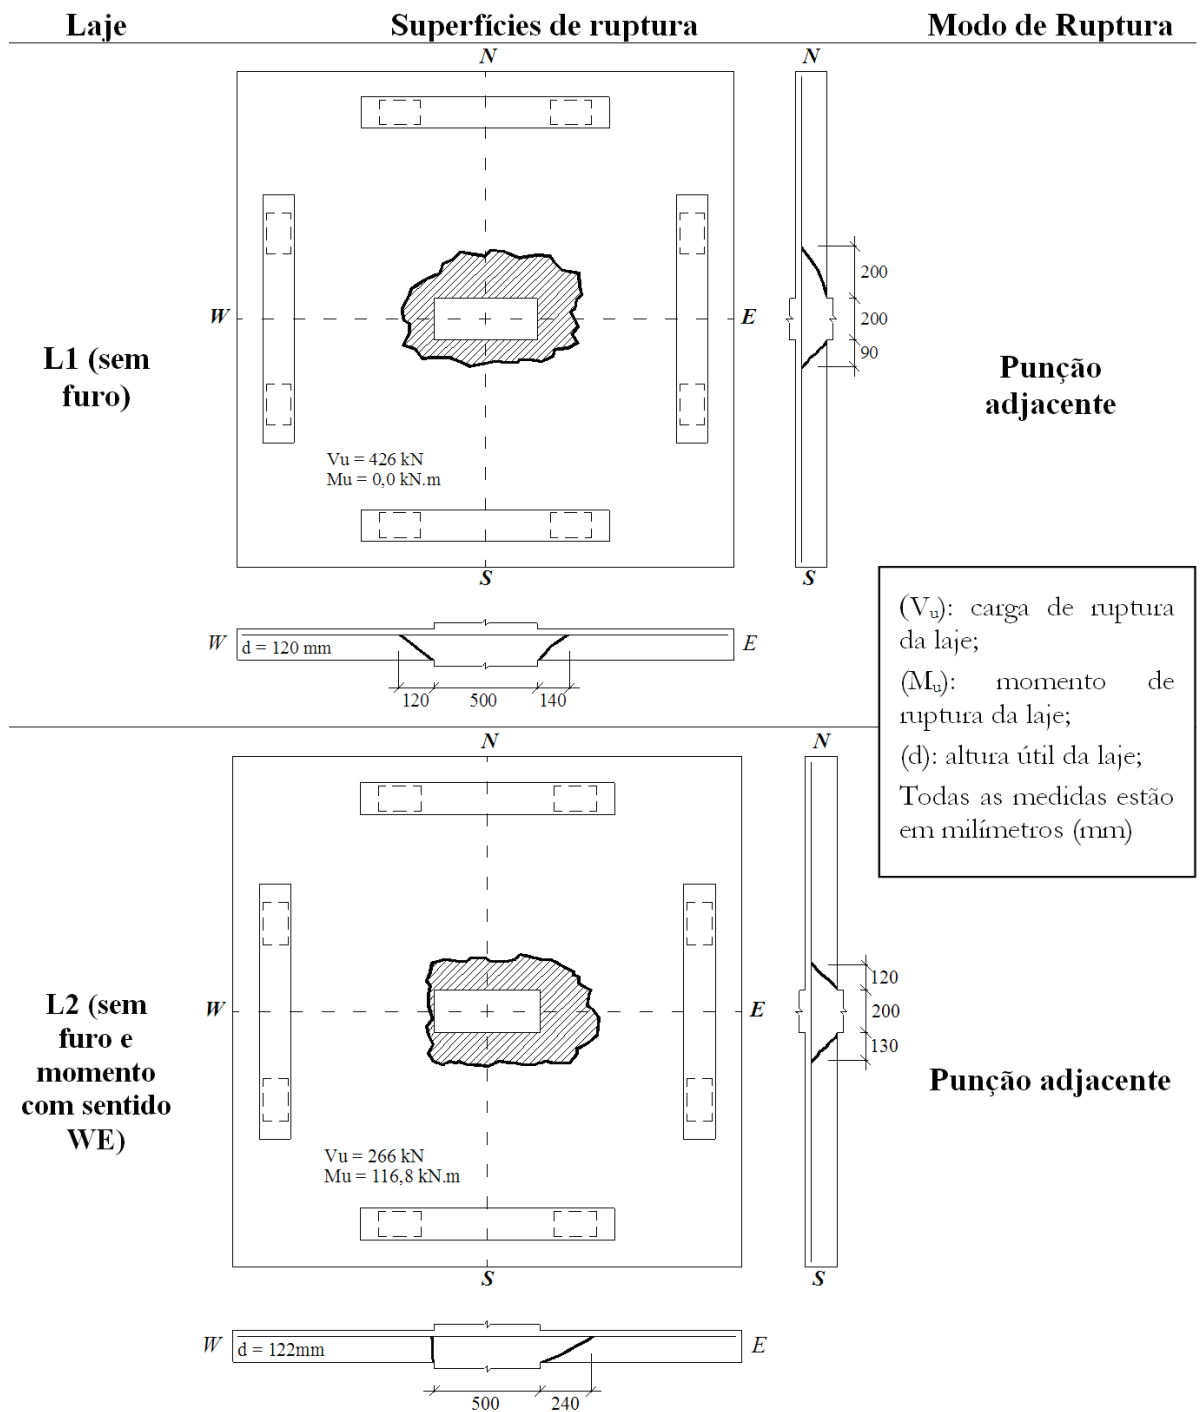 Laje Superfícies de ruptura Modo de Ruptura
N N
200
W E
200
90
L1 (sem
furo)
Punção
adjacente
Vu = 426 kN
Mu = 0,0 kN.m
S S
W d = 120 mm E
120 500 140
(Vu): carga de ruptura
da laje;
(Mu): momento de
ruptura da laje;
(d): altura útil da laje;
Todas as medidas estão
em milímetros (mm)
N N
120
W E
200
130
L2 (sem
furo e
momento
com sentido
WE)
Punção adjacente
Vu = 266 kN
Mu = 116,8 kN.m
S S
W d = 122mm E
500 240